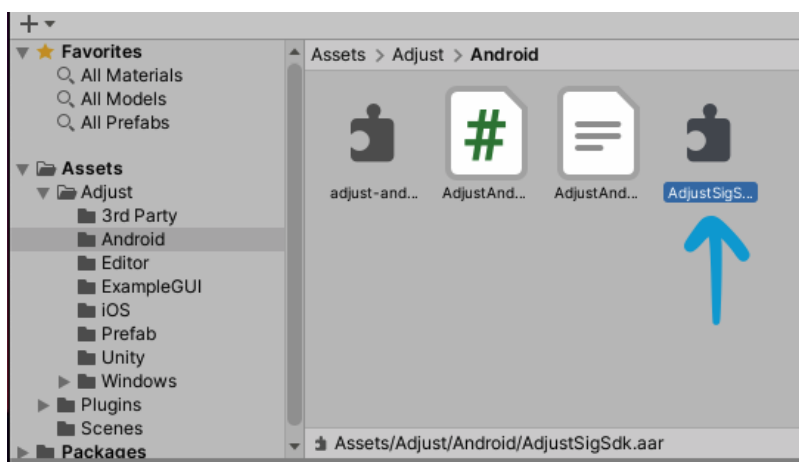 Favorites
All Materials
All Models
All Prefabs
Assets
Adjust
3rd Party
Android
Editor
ExampleGUI
iOS
Prefab
Unity
Windows
Plugins
Scenes
Packages
Assets > Adjust > Android
adjust-and...
AdjustAnd...
AdjustAnd...
AdjustSigS...
Assets/Adjust/Android/AdjustSigSdk.aar